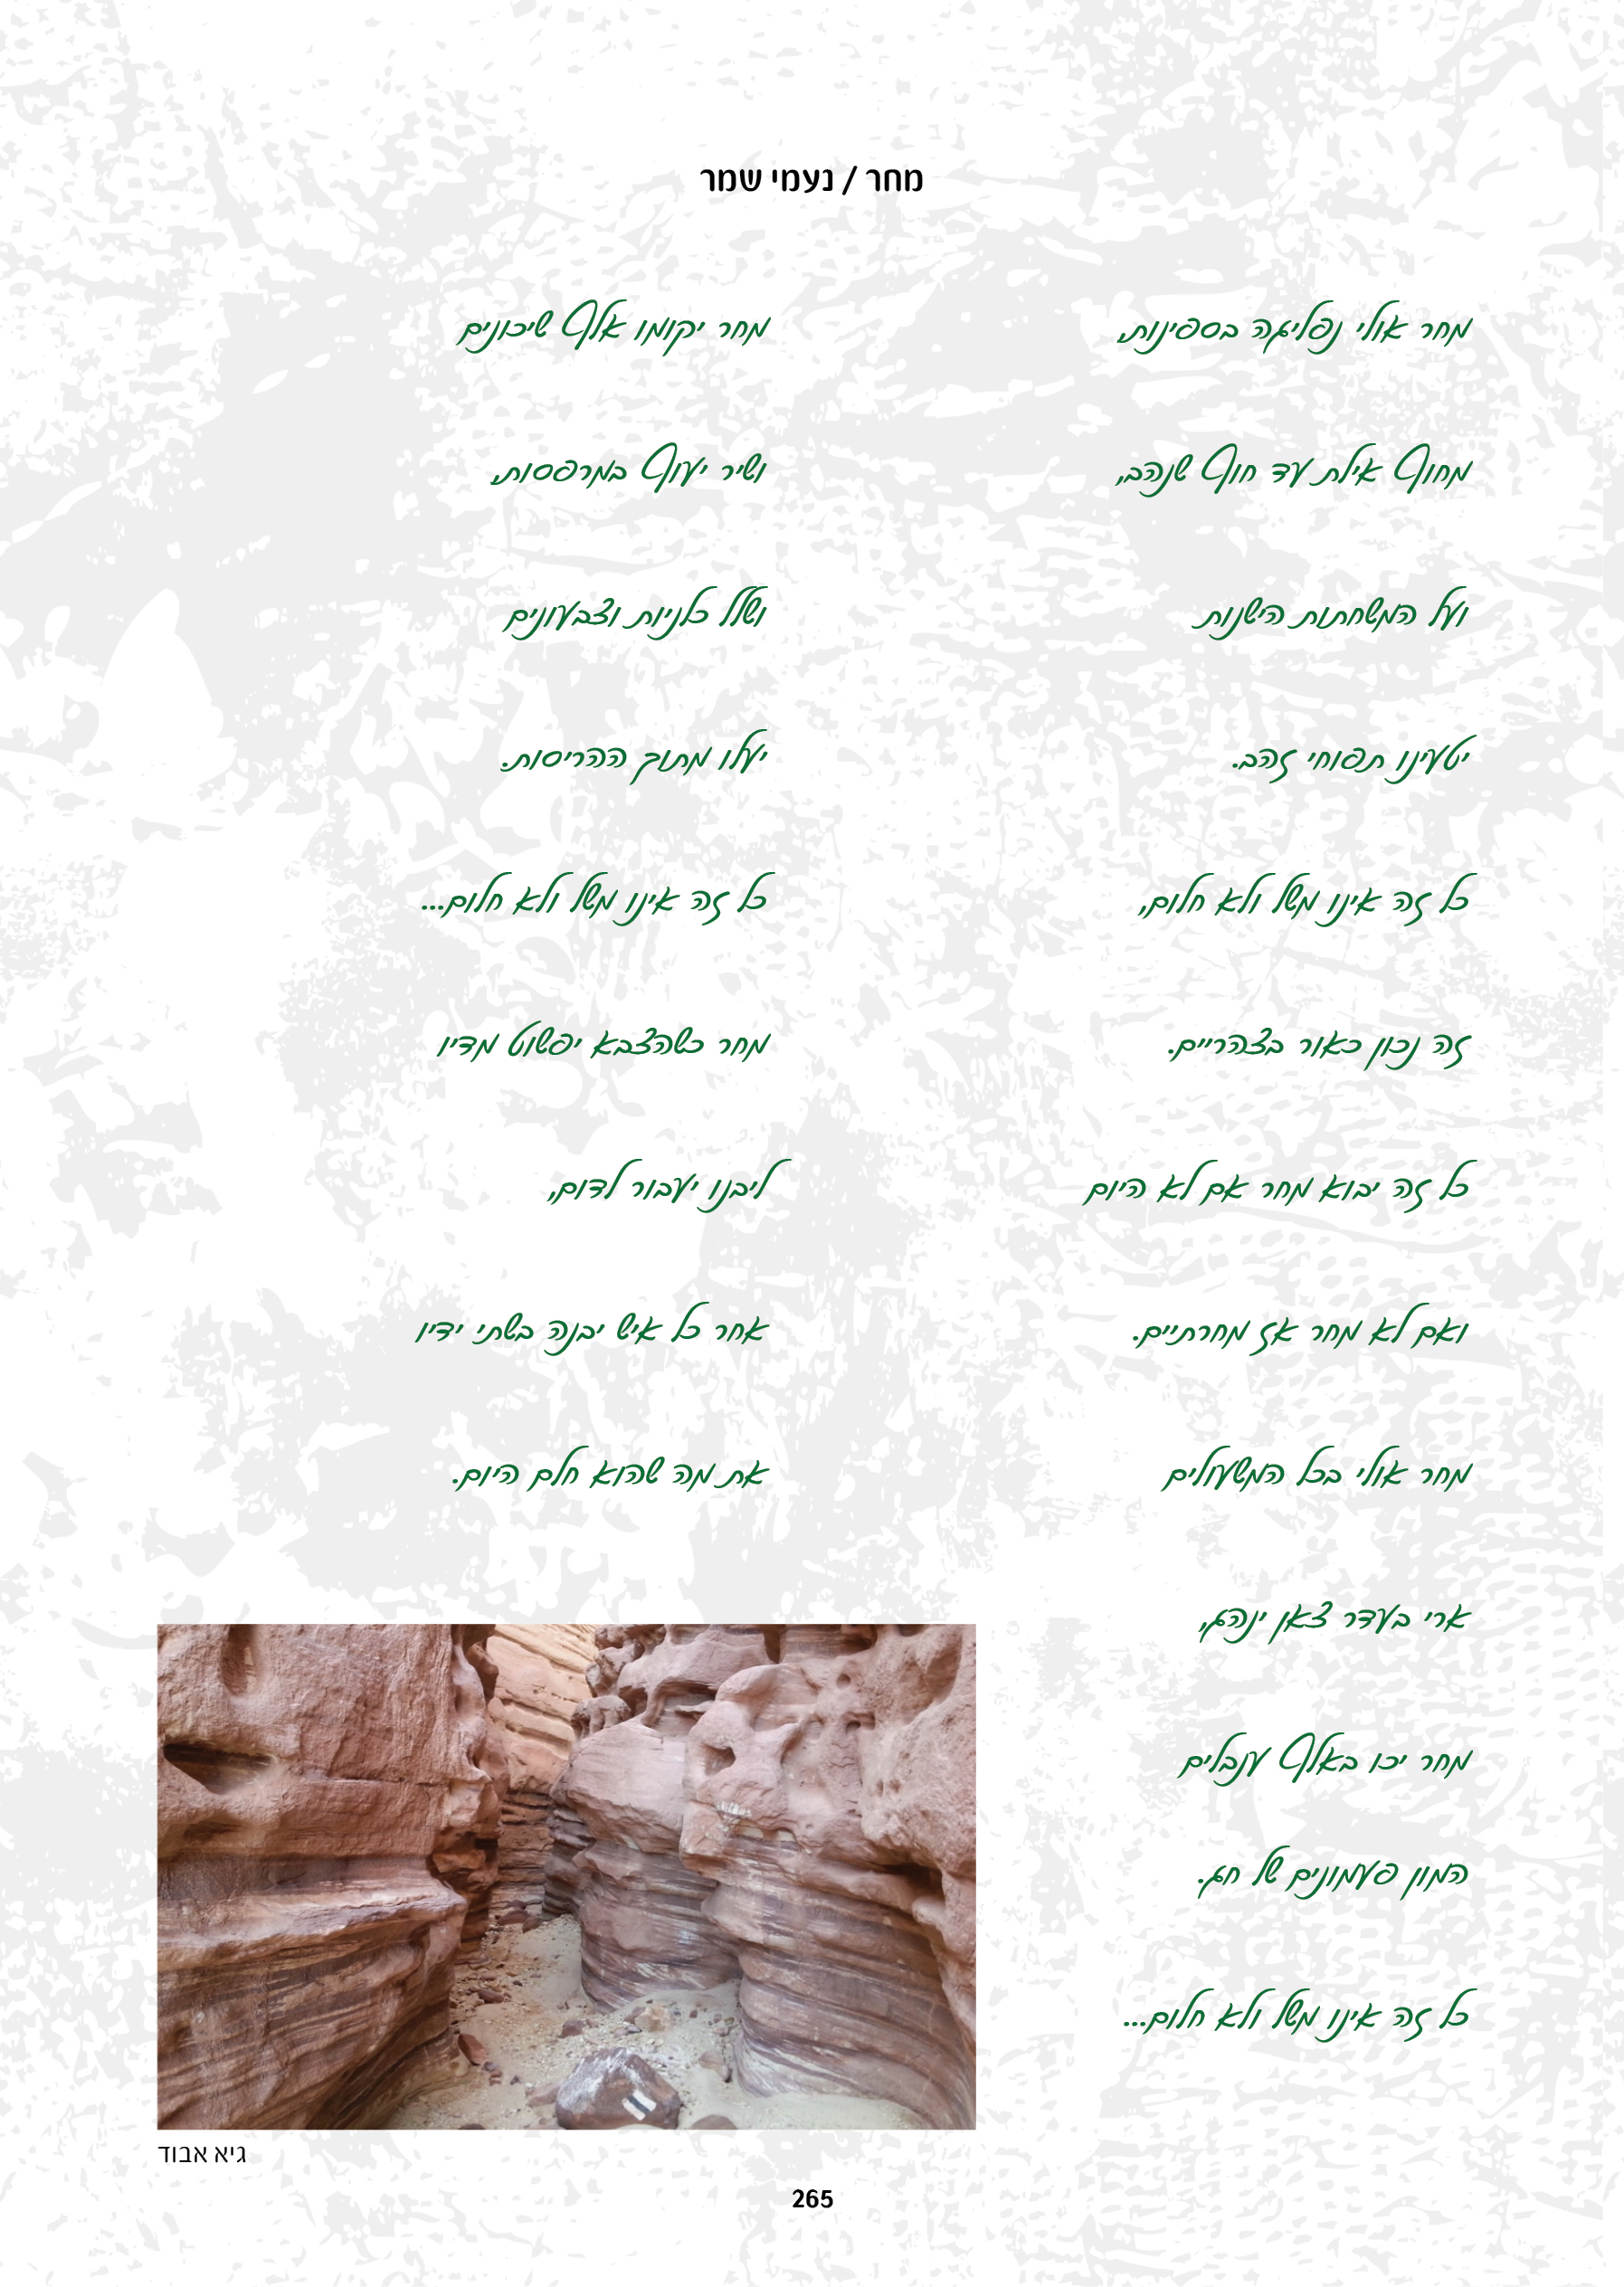 מחר / נעמי שמר
מחר אולי נפליגה בספינות,
מחוף אילת עד חוף שנהב,
ועל המשחתות הישנות
יטעינו תפוחי זהב.
כל זה אינו משל ולא חלום,
זה נכון כאור בצהריים.
כל זה יבוא מחר אם לא היום
ואם לא מחר אז מחרתיים.
מחר אולי בכל המשעולים
ארי בעדר צאן ינהג,
מחר יכו באלף ענבלים
המון פעמונים של חג.
כל זה אינו משל ולא חלום...
מחר יקומו אלף שיכונים
ושיר יעוף במרפסות,
ושלל כלניות וצבעונים
יעלו מתוך ההריסות.
כל זה אינו משל ולא חלום...
מחר כשהצבא יפשוט מדיו
ליבנו יעבור לדום,
אחר כל איש יבנה בשתי ידיו
את מה שהוא חלם היום.
גיא אבוד
265